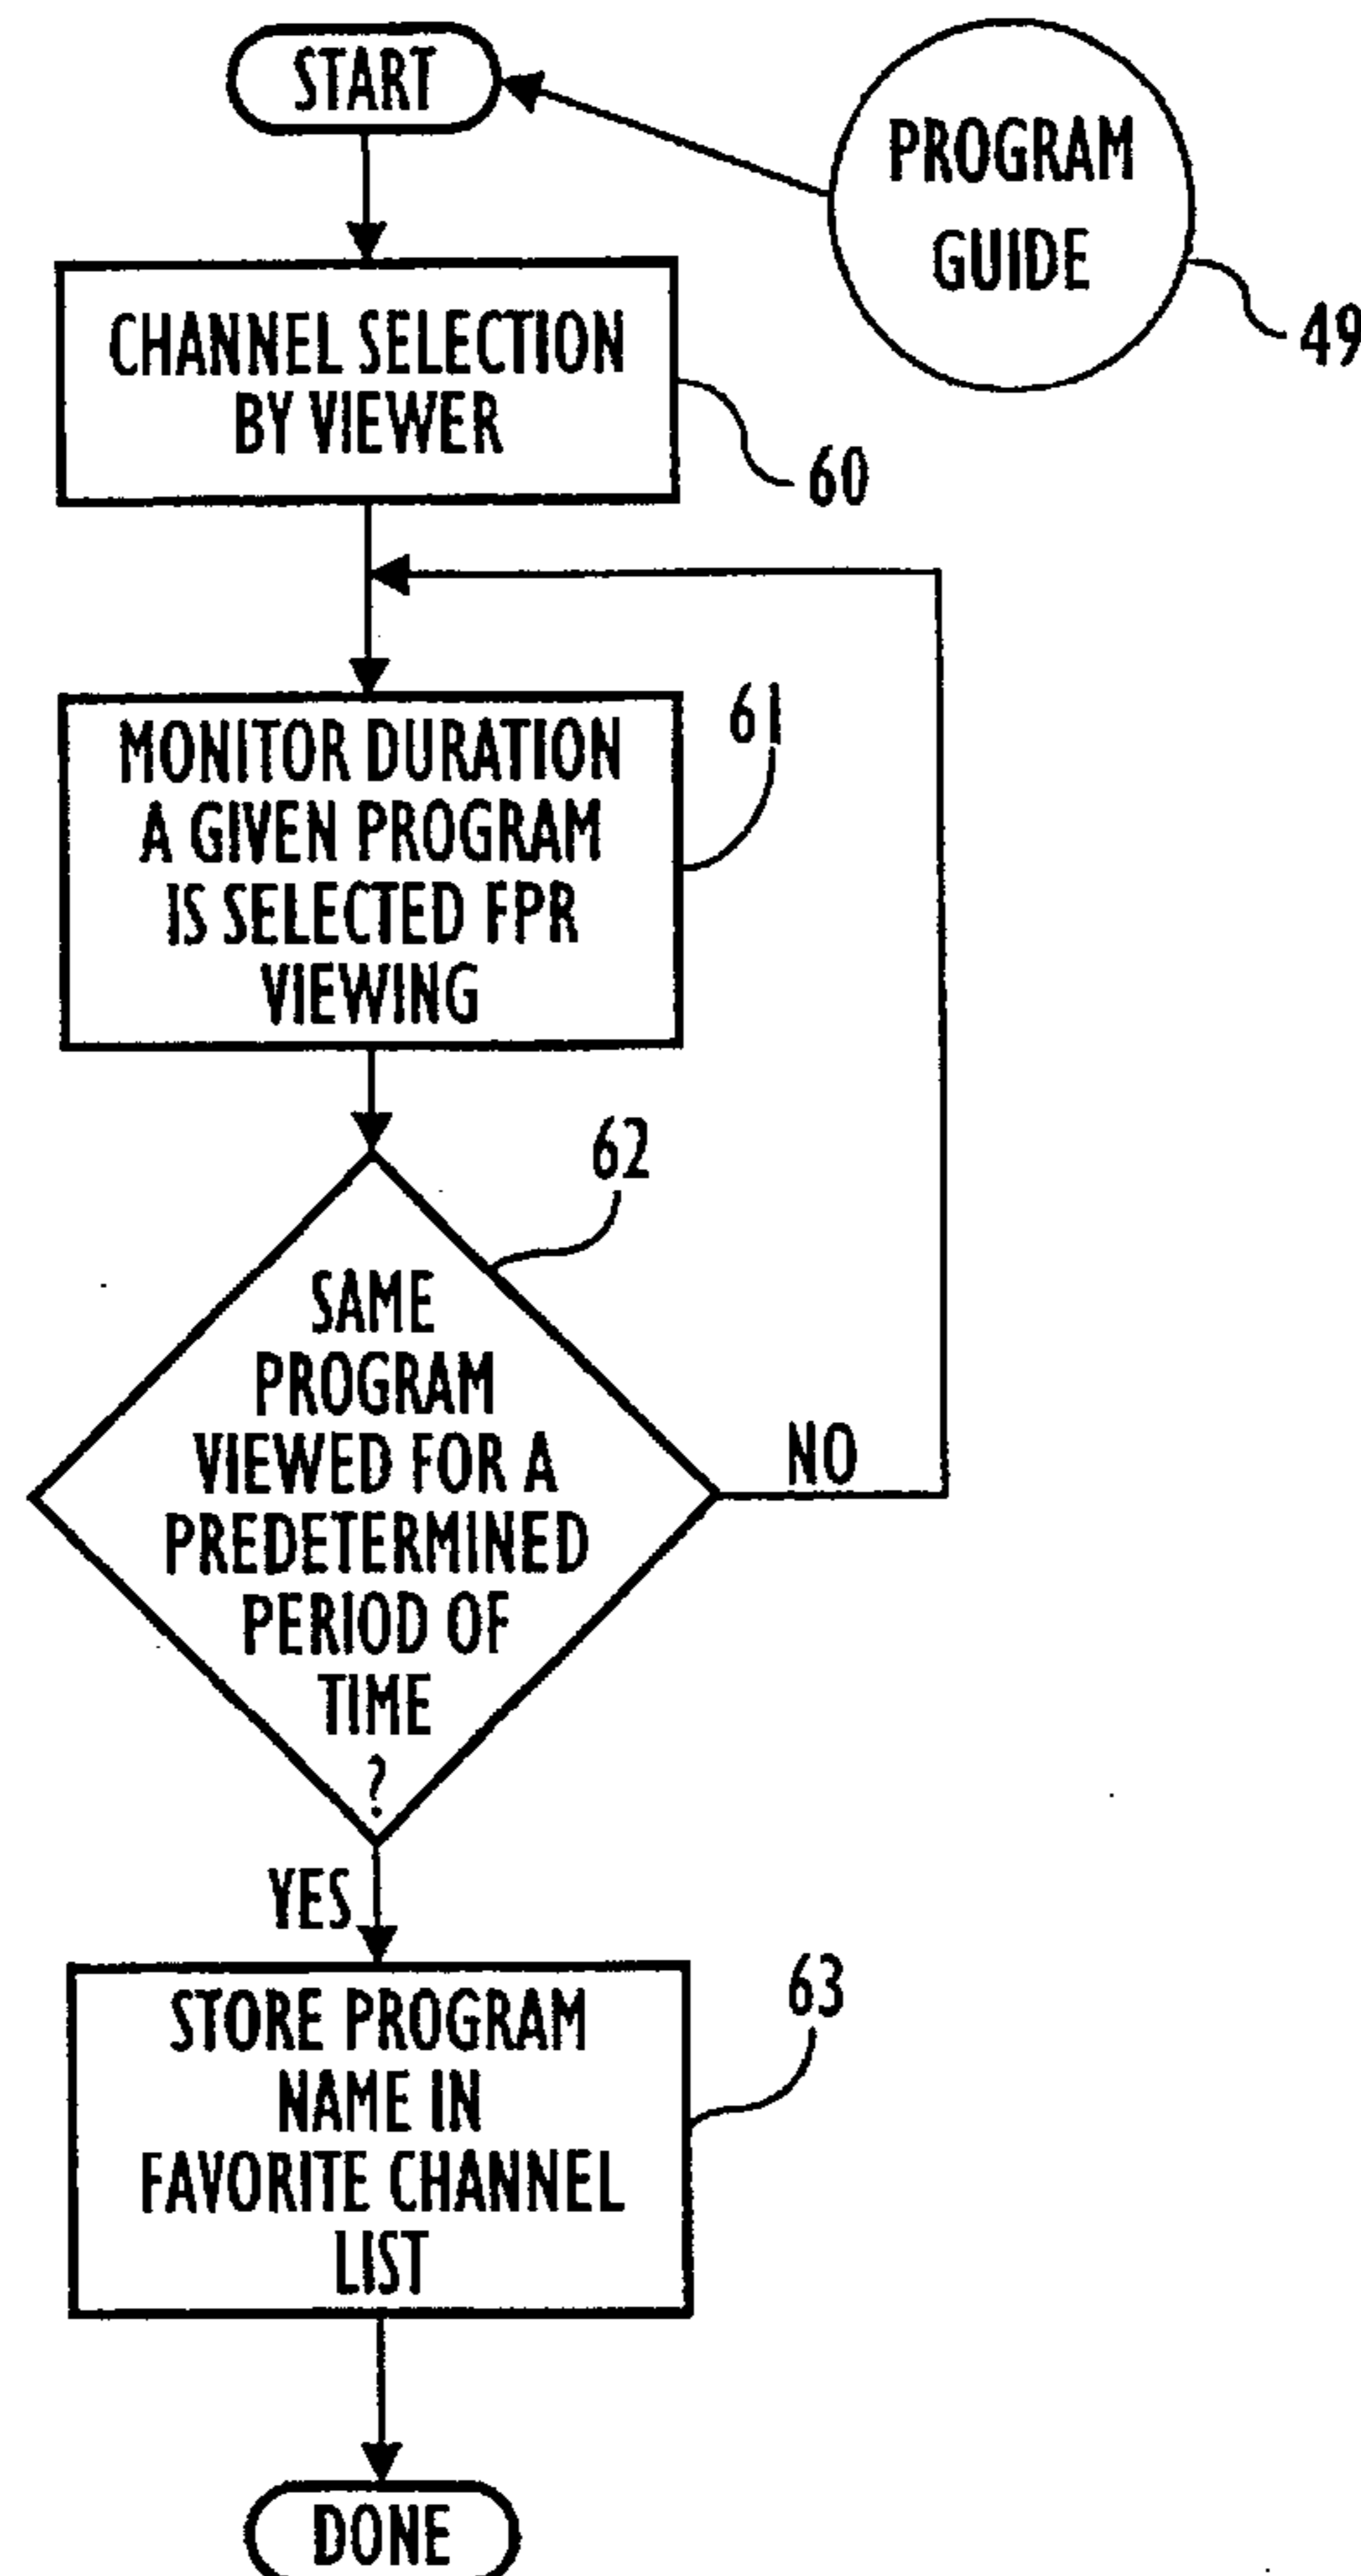 START
PROGRAM
GUIDE
49
CHANNEL SELECTION
BY VIEWER
60
MONITOR DURATION
A GIVEN PROGRAM
IS SELECTED FPR
VIEWING
61
SAME
PROGRAM
VIEWED FOR A
PREDETERMINED
PERIOD OF
TIME
?
62
NO
YES
STORE PROGRAM
NAME IN
FAVORITE CHANNEL
LIST
63
DONE